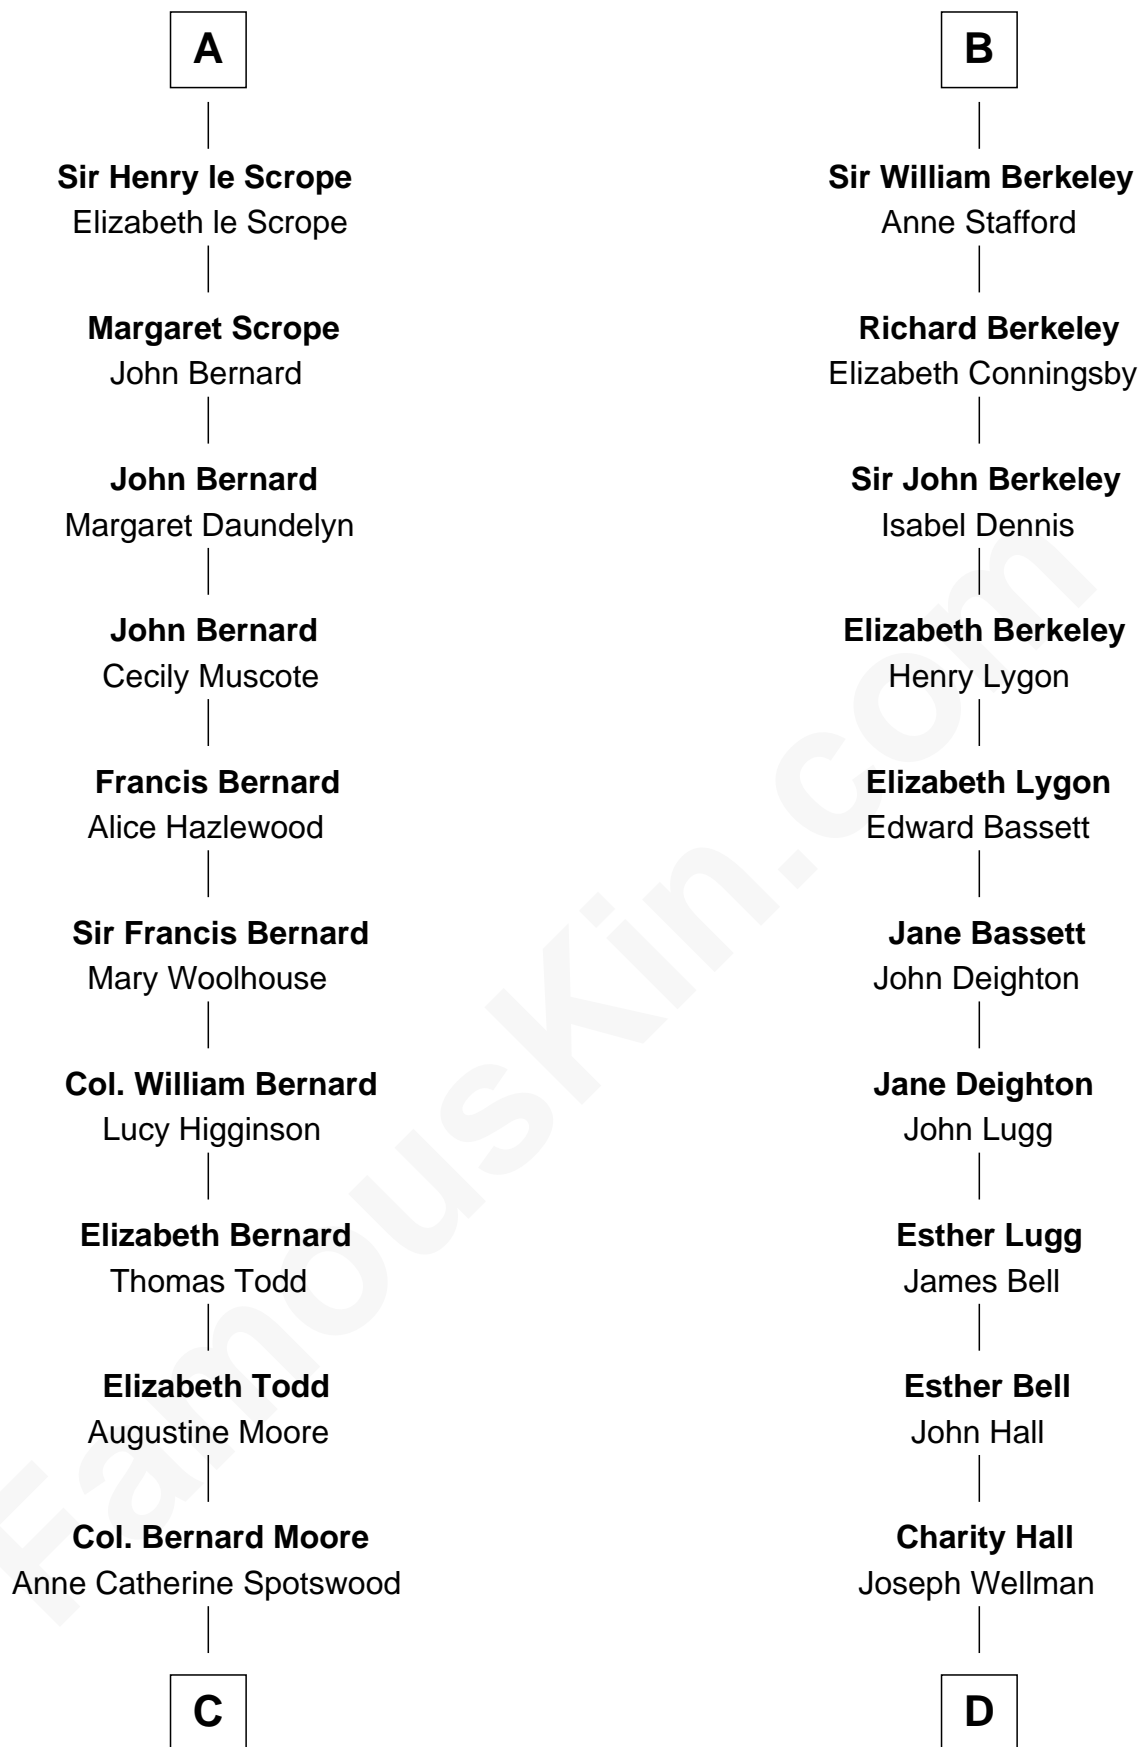 A
Sir Henry le Scrope
Elizabeth le Scrope
Margaret Scrope
John Bernard
John Bernard
Margaret Daundelyn
John Bernard
Cecily Muscote
Francis Bernard
Alice Hazlewood
Sir Francis Bernard
Mary Woolhouse
Col. William Bernard
Lucy Higginson
Elizabeth Bernard
Thomas Todd
Elizabeth Todd
Augustine Moore
Col. Bernard Moore
Anne Catherine Spotswood
C
B
Sir William Berkeley
Anne Stafford
Richard Berkeley
Elizabeth Conningsby
Sir John Berkeley
Isabel Dennis
Elizabeth Berkeley
Henry Lygon
Elizabeth Lygon
Edward Bassett
Jane Bassett
John Deighton
Jane Deighton
John Lugg
Esther Lugg
James Bell
Esther Bell
John Hall
Charity Hall
Joseph Wellman
D
FamousKin.com